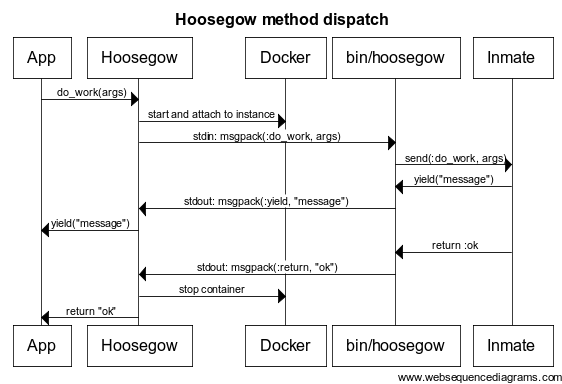 Hoosegow method dispatch
App Hoosegow Docker bin/hoosegow Inmate
do_work(args)
start and attach to instance
stdin: msgpack(:do_work, args)
send(:do_work, args)
yield("message")
stdout: msgpack(:yield, "message")
yield("message")
return :ok
stdout: msgpack(:return, "ok")
stop container
return "ok"
App Hoosegow Docker bin/hoosegow Inmate
www.websequencediagrams.com